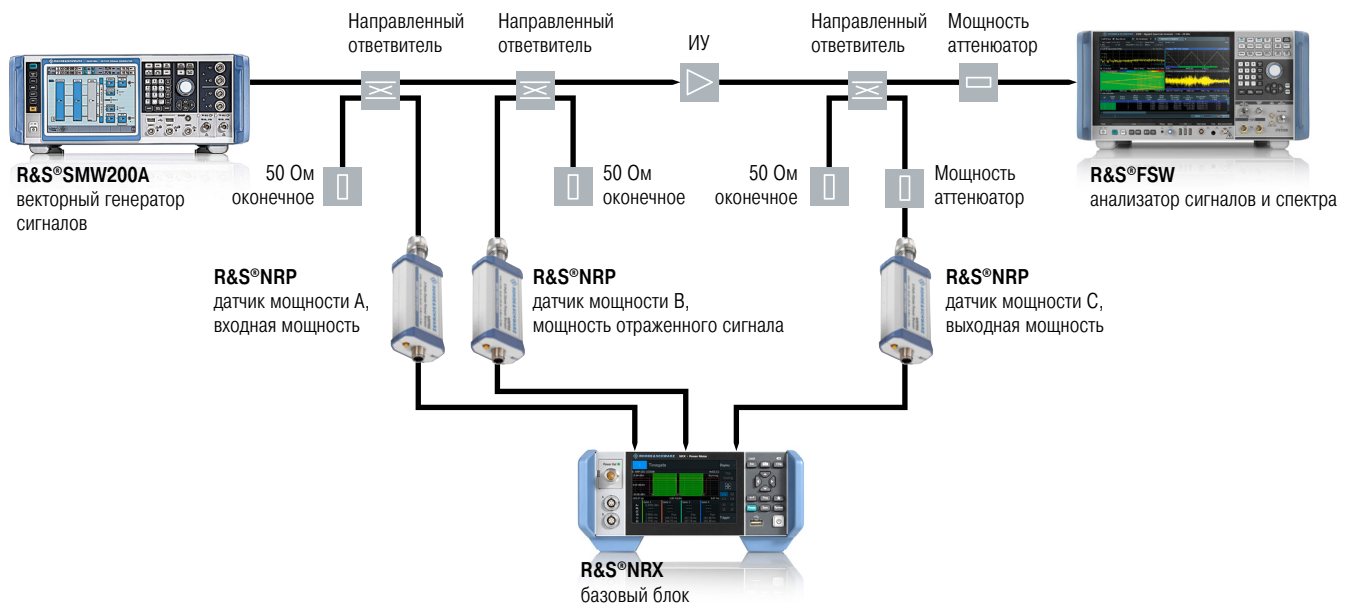 Направленный
ответвитель
Направленный
ответвитель
ИУ
Направленный
ответвитель
Мощность
аттенюатор
R&S®SMW200A
векторный генератор
сигналов
50 Ом
оконечное
50 Ом
оконечное
50 Ом
оконечное
Мощность
аттенюатор
R&S®FSW
анализатор сигналов и спектра
R&S®NRP
датчик мощности A,
входная мощность
R&S®NRP
датчик мощности B,
мощность отраженного сигнала
R&S®NRP
датчик мощности C,
выходная мощность
R&S®NRX
базовый блок